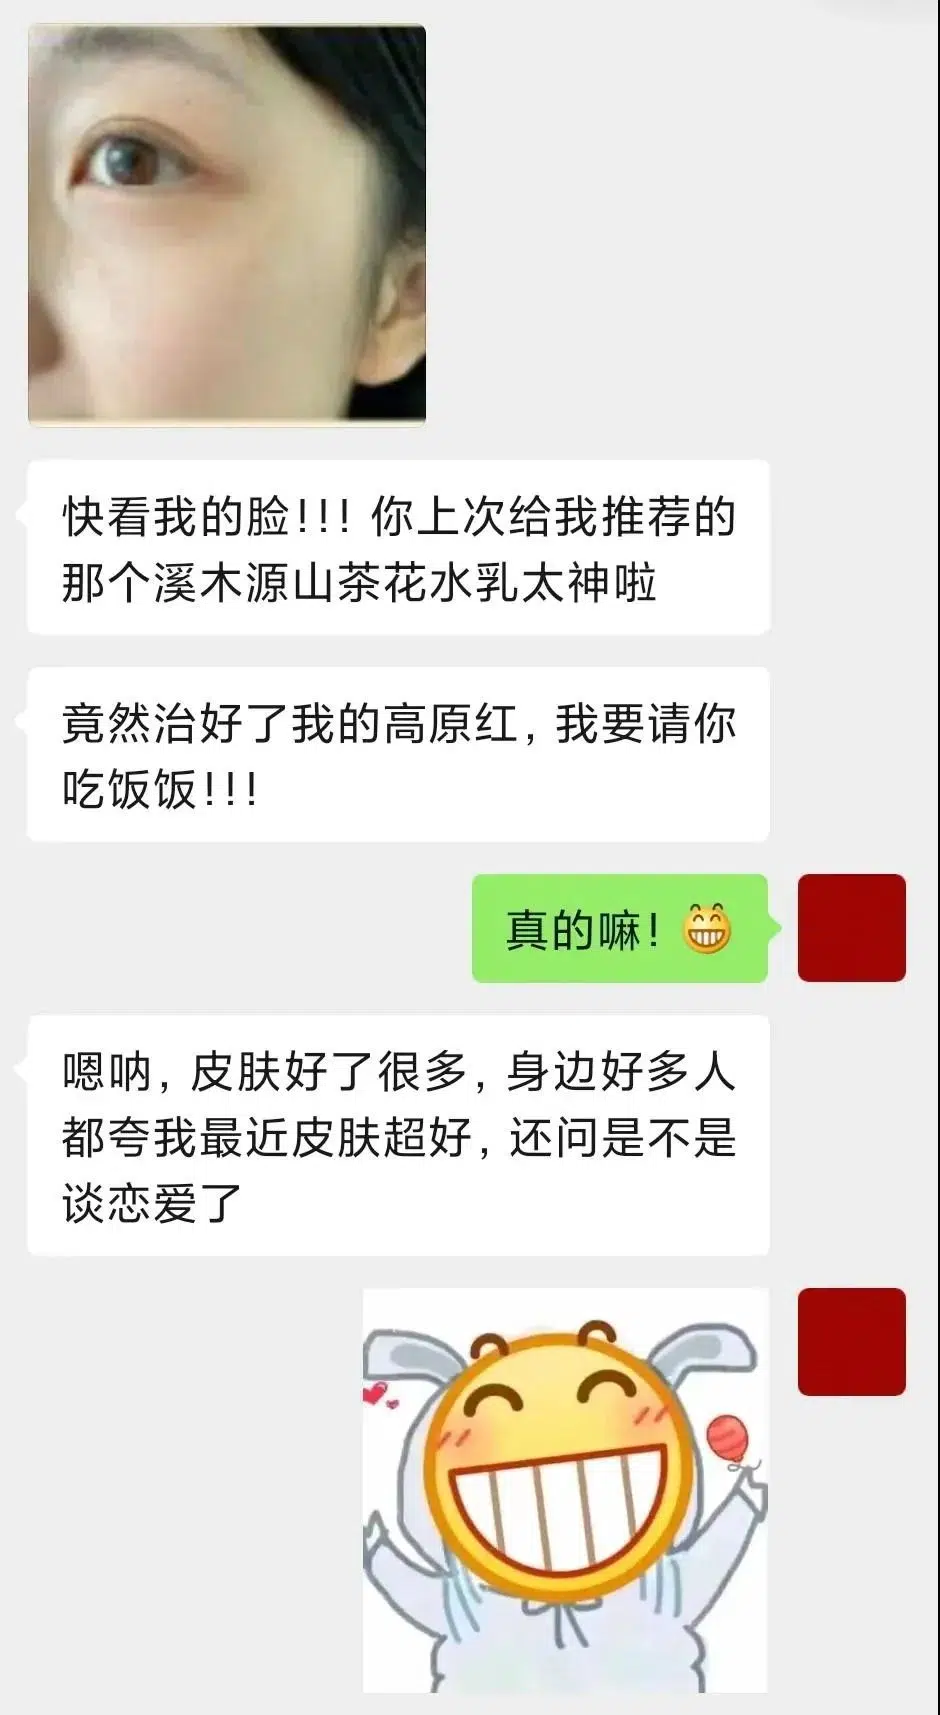 快看我的脸!!! 你上次给我推荐的
那个溪木源山茶花水乳太神啦
竟然治好了我的高原红, 我要请你
吃饭饭!!!
真的嘛!
嗯呐, 皮肤好了很多, 身边好多人
都夸我最近皮肤超好, 还问是不是
谈恋爱了